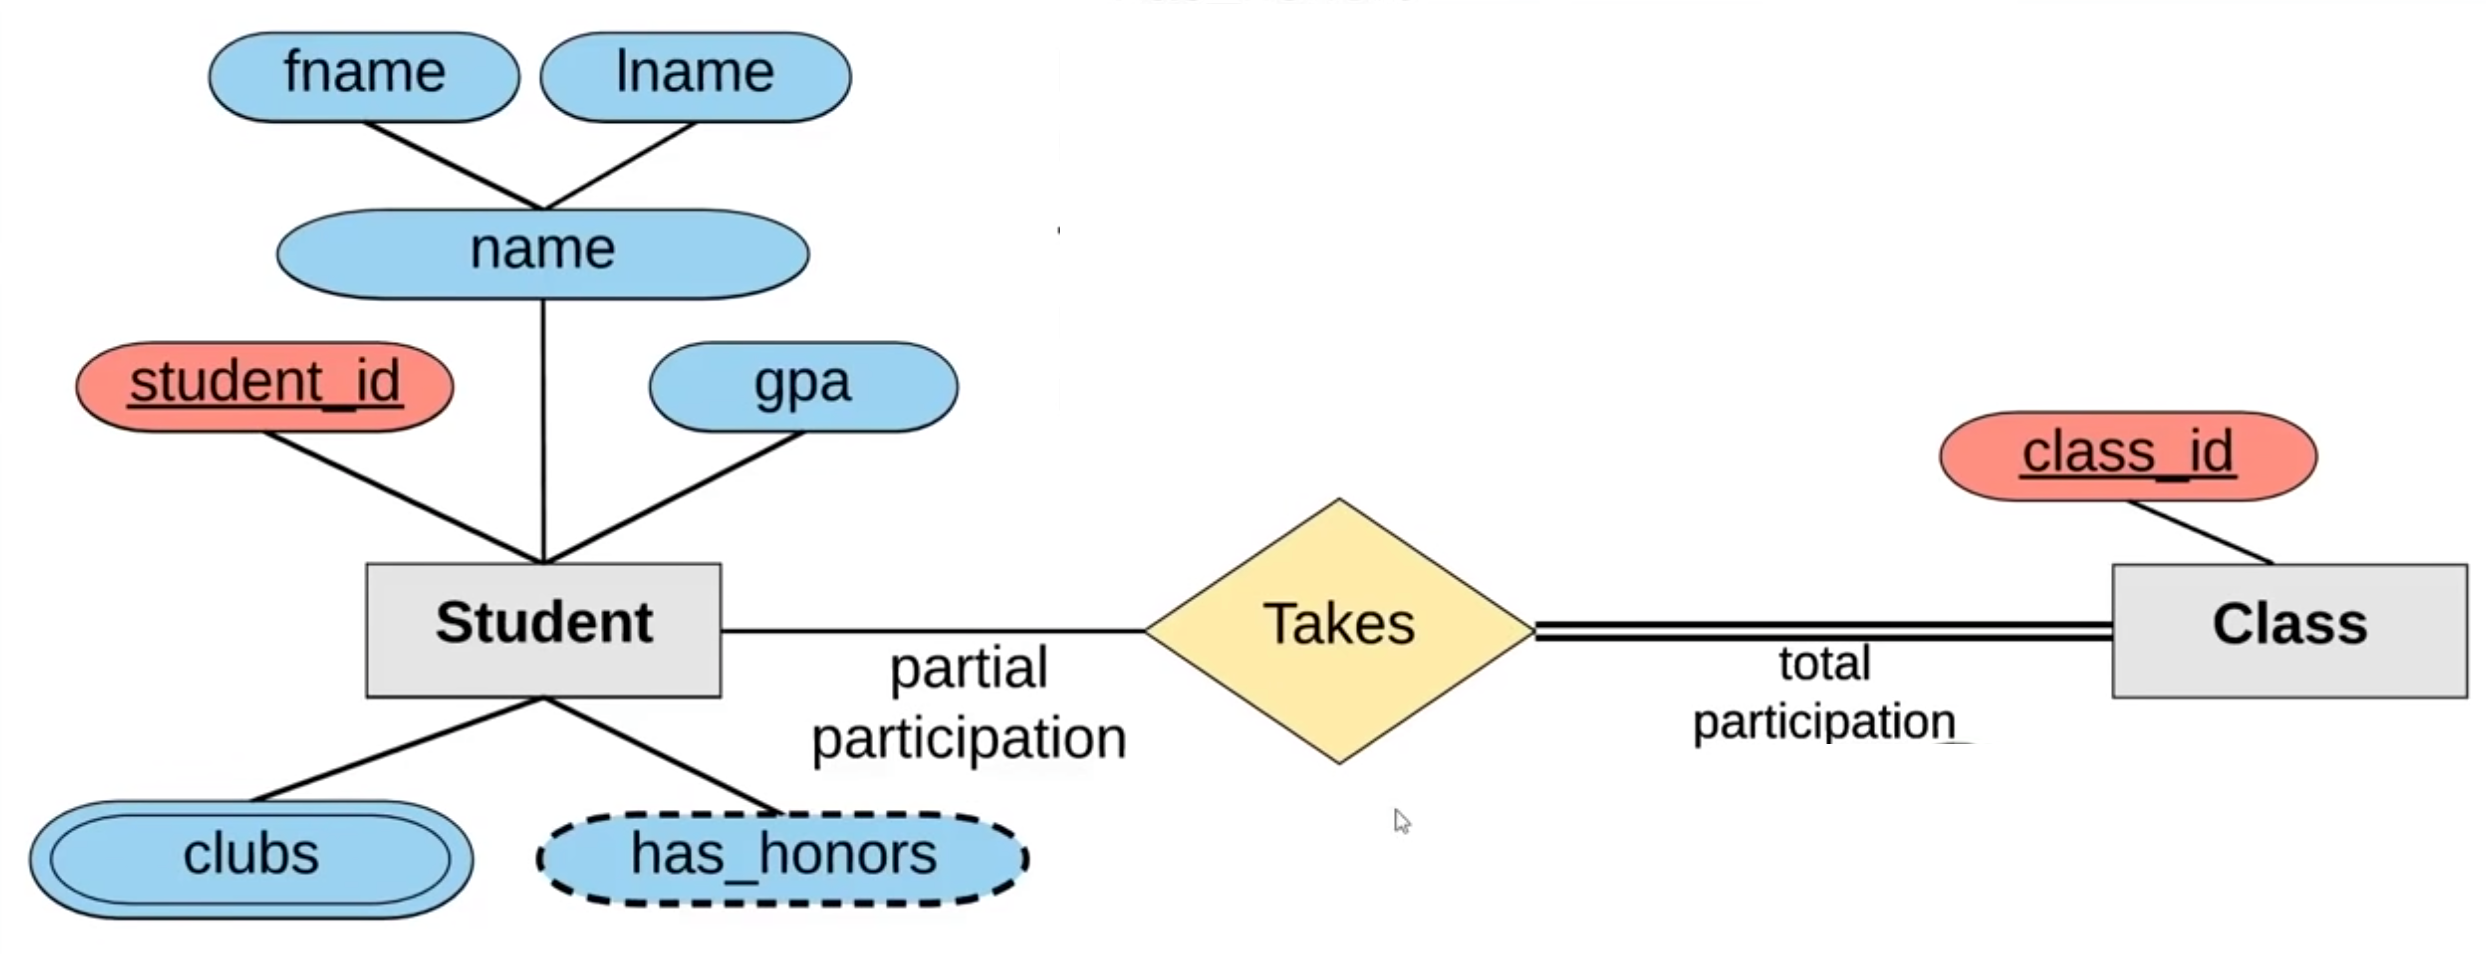 fname
lname
name
student_id
gpa
class_id
Student
Takes
Class
partial
participation
total
participation
clubs
has_honors